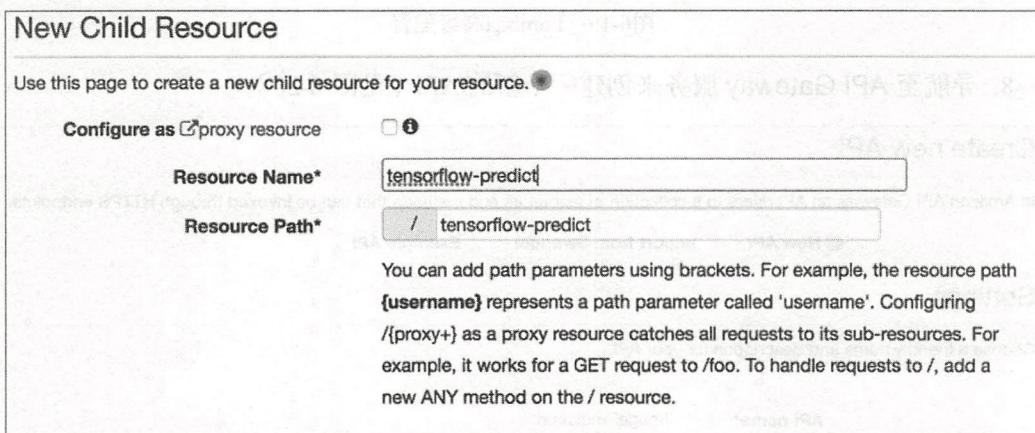 New Child Resource
Use this page to create a new child resource for your resource.
Configure as proxy resource
Resource Name* tensorflow-predict
Resource Path* / tensorflow-predict
You can add path parameters using brackets. For example, the resource path
{username} represents a path parameter called 'username'. Configuring
/{proxy+} as a proxy resource catches all requests to its sub-resources. For
example, it works for a GET request to /foo. To handle requests to /, add a
new ANY method on the / resource.